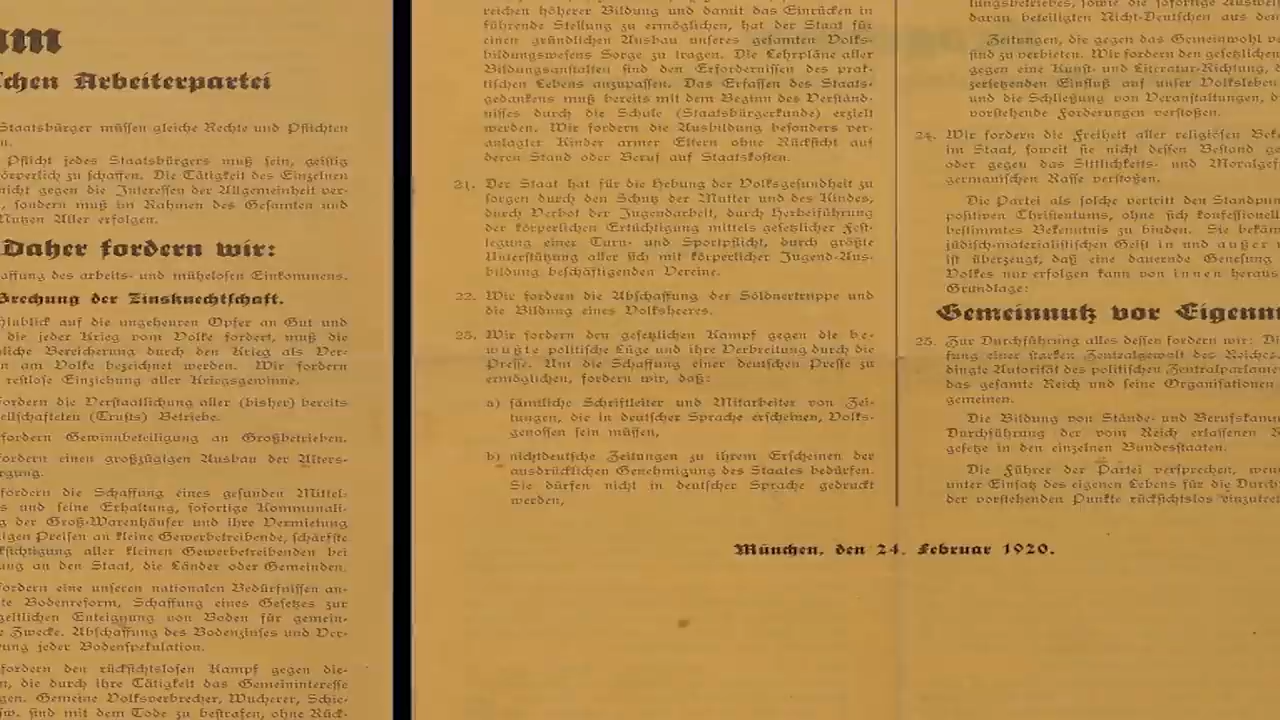 am
chen Arbeiterpartei
Staatsbürger müssen gleiche Rechte und Pflichten
Pflicht jedes Staatsbürgers muß sein, geistig
körperlich zu schaffen. Die Tätigkeit des Einzelnen
nicht gegen die Interessen der Allgemeinheit ver-
, sondern muß im Rahmen des Gesamten und
Nutzen Aller erfolgen.
Daher fordern wir:
affung des arbeits- und mühelosen Einkommens.
Brechung der Zinsknechtschaft.
Hinblick auf die ungeheuren Opfer an Gut und
die jeder Krieg vom Volke fordert, muß die
liche Bereicherung durch den Krieg als Ver-
n am Volke bezeichnet werden. Wir fordern
restlose Einziehung aller Kriegsgewinne.
fordern die Verstaatlichung aller (bisher) bereits
ellschafteten (Trusts) Betriebe.
fordern Gewinnbeteiligung an Großbetrieben.
fordern einen großzügigen Ausbau der Alters-
rgung.
fordern die Schaffung eines gesunden Mittel-
s und seine Erhaltung, sofortige Kommunali-
g der Groß-Warenhäuser und ihre Vermietung
igen Preisen an kleine Gewerbetreibende, schärfste
ksichtigung aller kleinen Gewerbetreibenden bei
ung an den Staat, die Länder oder Gemeinden.
fordern eine unseren nationalen Bedürfnissen an-
te Bodenreform, Schaffung eines Gesetzes zur
geltlichen Enteignung von Boden für gemein-
e Zwecke. Abschaffung des Bodenzinses und Ver-
ung jeder Bodenspekulation.
fordern den rücksichtslosen Kampf gegen die-
n, die durch ihre Tätigkeit das Gemeininteresse
gen. Gemeine Volksverbrecher, Wucherer, Schie-
sw. sind mit dem Tode zu bestrafen, ohne Rück-
reichen höherer Bildung und damit das Einrücken in
führende Stellung zu ermöglichen, hat der Staat für
einen gründlichen Ausbau unseres gesamten Volks-
bildungswesens Sorge zu tragen. Die Lehrpläne aller
Bildungsanstalten sind den Erfordernissen des prak-
tischen Lebens anzupassen. Das Erfassen des Staats-
gedankens muß bereits mit dem Beginn des Verständ-
nisses durch die Schule (Staatsbürgerkunde) erzielt
werden. Wir fordern die Ausbildung besonders ver-
anlagter Kinder armer Eltern ohne Rücksicht auf
deren Stand oder Beruf auf Staatskosten.
21. Der Staat hat für die Hebung der Volksgesundheit zu
sorgen durch den Schutz der Mutter und des Kindes,
durch Verbot der Jugendarbeit, durch Herbeiführung
der körperlichen Ertüchtigung mittels gesetzlicher Fest-
legung einer Turn- und Sportpflicht, durch größte
Unterstützung aller sich mit körperlicher Jugend-Aus-
bildung beschäftigenden Vereine.
22. Wir fordern die Abschaffung der Söldnertruppe und
die Bildung eines Volksheeres.
23. Wir fordern den gesetzlichen Kampf gegen die be-
wußte politische Lüge und ihre Verbreitung durch die
Presse. Um die Schaffung einer deutschen Presse zu
ermöglichen, fordern wir, daß:
a) sämtliche Schriftleiter und Mitarbeiter von Zei-
tungen, die in deutscher Sprache erscheinen, Volks-
genossen sein müssen,
b) nichtdeutsche Zeitungen zu ihrem Erscheinen der
ausdrücklichen Genehmigung des Staates bedürfen.
Sie dürfen nicht in deutscher Sprache gedruckt
werden,
lungsbetriebes, sowie die sofortige Ausweis
daran beteiligten Nicht-Deutschen aus dem
Zeitungen, die gegen das Gemeinwohl ve
sind zu verbieten. Wir fordern den gesetzlichen
gegen eine Kunst- und Literatur-Richtung, d
zersetzenden Einfluß auf unser Volksleben
und die Schließung von Veranstaltungen, d
vorstehende Forderungen verstoßen.
24. Wir fordern die Freiheit aller religiösen Bek
im Staat, soweit sie nicht dessen Bestand ge
oder gegen das Sittlichkeits- und Moralgef
germanischen Rasse verstoßen.
Die Partei als solche vertritt den Standpun
positiven Christentums, ohne sich konfessionell
bestimmtes Bekenntnis zu binden. Sie bekäm
jüdisch-materialistischen Geist in und außer
ist überzeugt, daß eine dauernde Genesung
Volkes nur erfolgen kann von innen heraus
Grundlage:
Gemeinnutz vor Eigenn
25. Zur Durchführung alles dessen fordern wir: Di
fung einer starken Zentralgewalt des Reiches
dingte Autorität des politischen Zentralparlame
das gesamte Reich und seine Organisationen
gemeinen.
Die Bildung von Stände- und Berufskam
Durchführung der vom Reich erlassenen R
gesetze in den einzelnen Bundesstaaten.
Die Führer der Partei versprechen, wen
unter Einsatz des eigenen Lebens für die Durch
der vorstehenden Punkte rücksichtslos einzutre
München, den 24. Februar 1920.